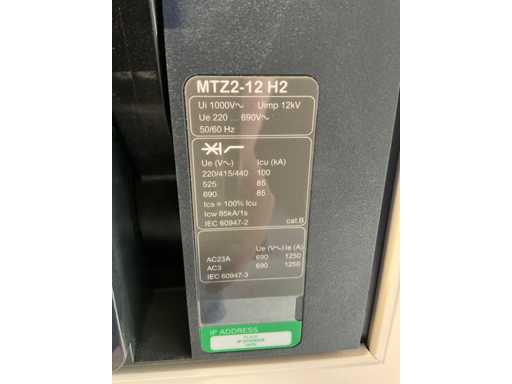 MTZ2-12 H2
Ui 1000V~ Uimp 12kV
Ue 220 ... 690V~
50/60 Hz
Ue (V~) Icu (kA)
220/415/440 100
525 85
690 85
Ics = 100% Icu
Icw 85kA/1s
IEC 60947-2 cat.B
Ue (V~) Ie (A)
AC23A 690 1250
AC3 690 1250
IEC 60947-3
IP ADDRESS